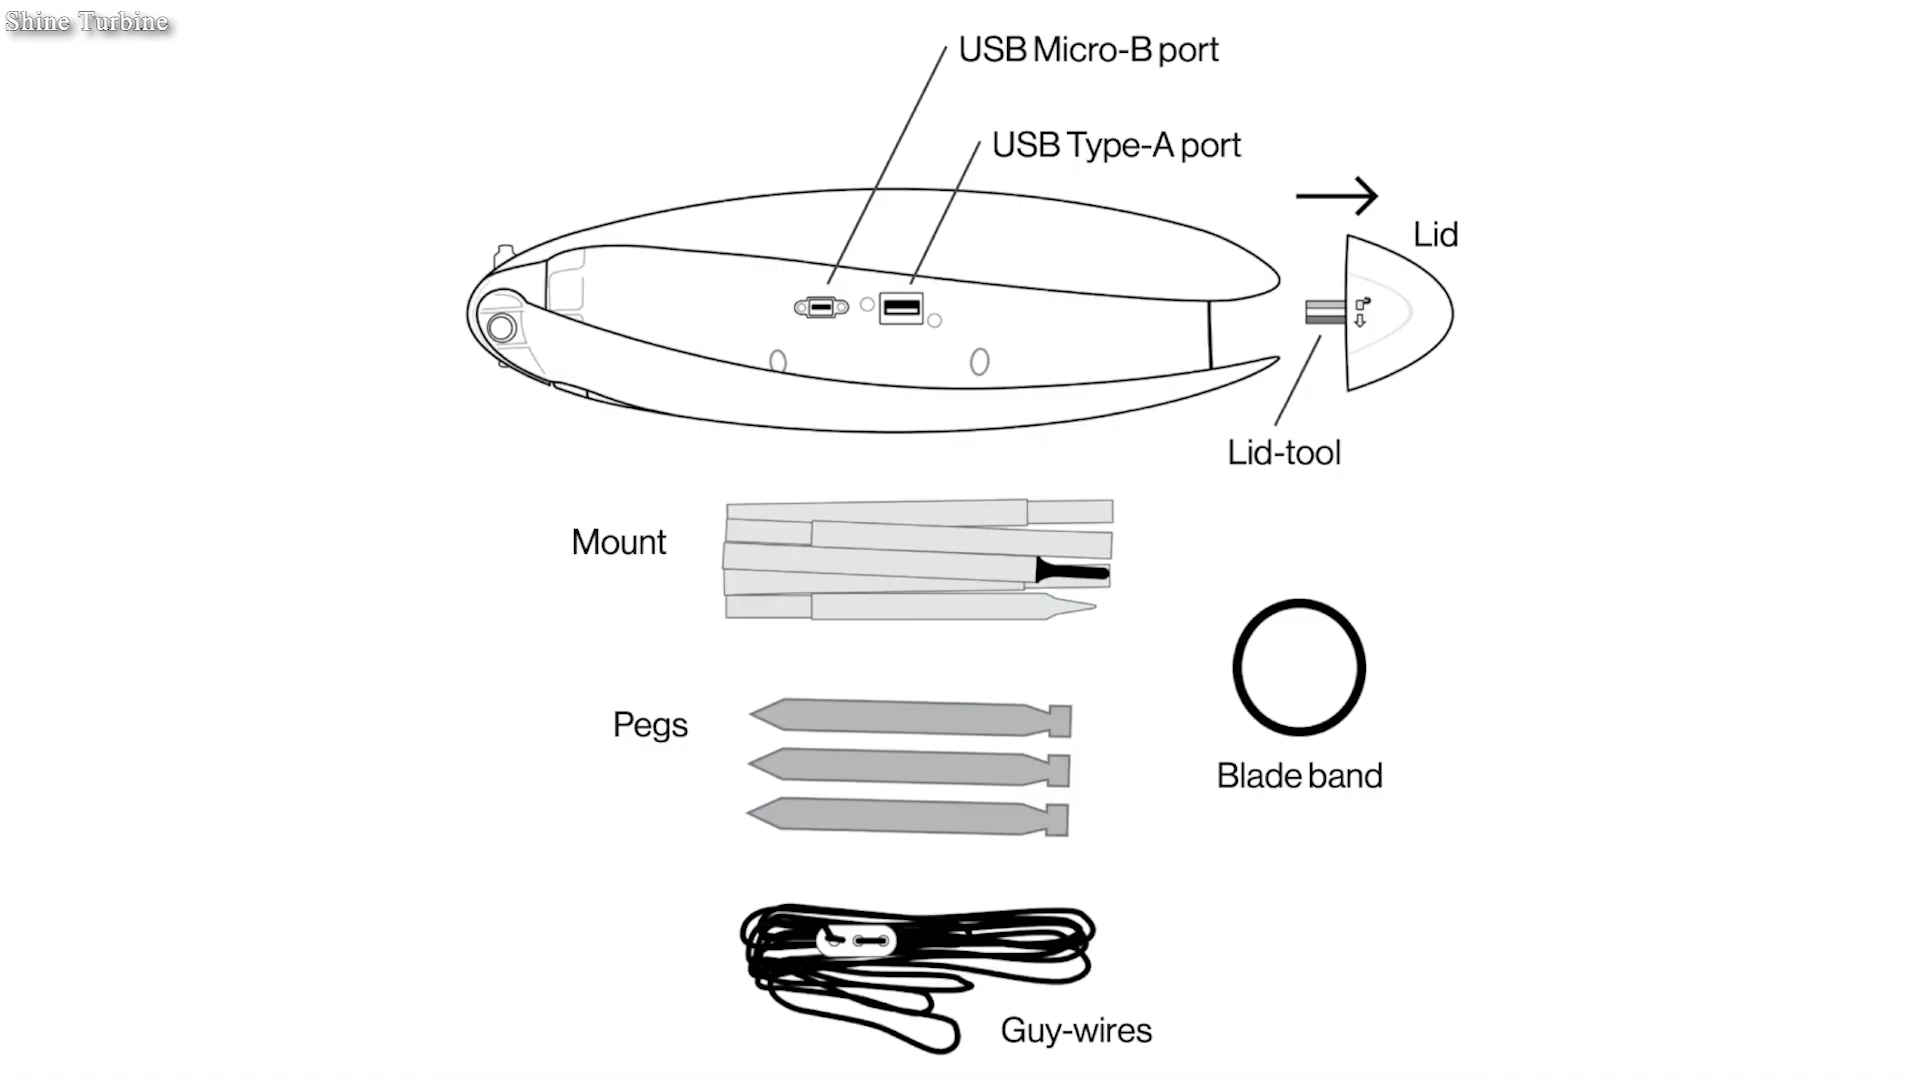 Shine Turbine
USB Micro-B port
USB Type-A port
Lid
Lid-tool
Mount
Pegs
Blade band
Guy-wires